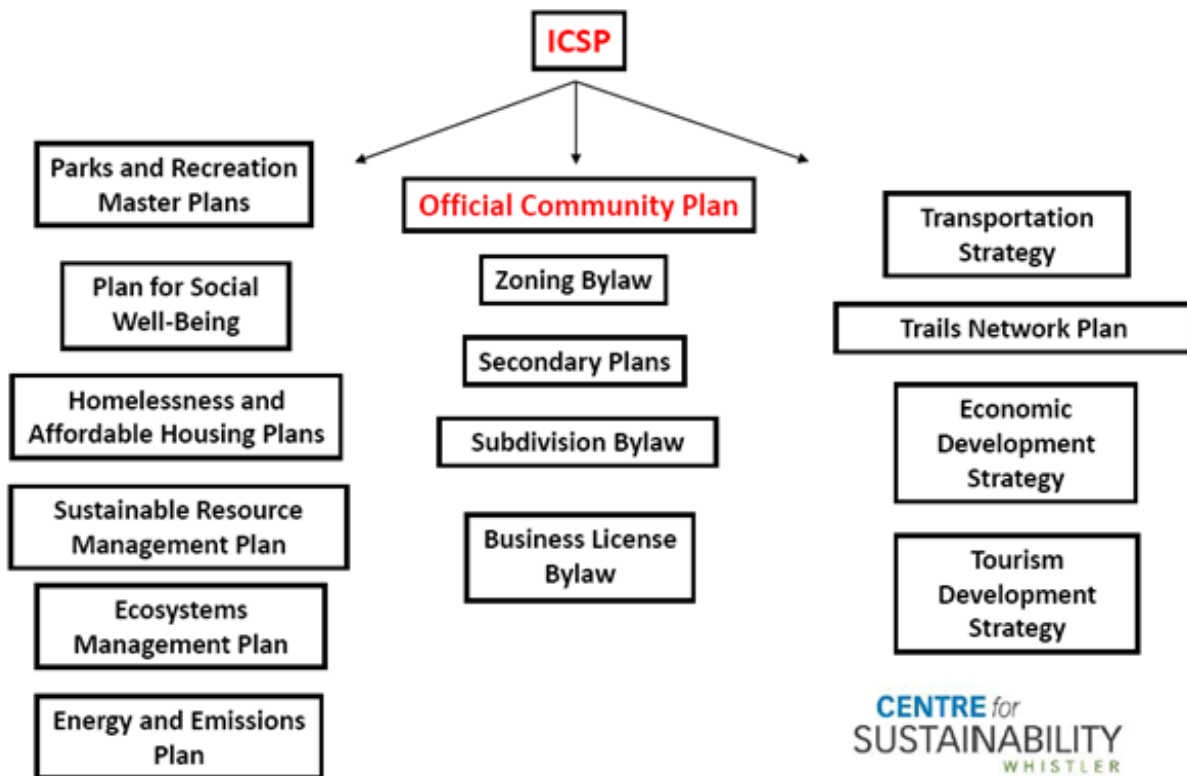 ICSP
Parks and Recreation
Master Plans
Plan for Social
Well-Being
Homelessness and
Affordable Housing Plans
Sustainable Resource
Management Plan
Ecosystems
Management Plan
Energy and Emissions
Plan
Official Community Plan
Zoning Bylaw
Secondary Plans
Subdivision Bylaw
Business License
Bylaw
Transportation
Strategy
Trails Network Plan
Economic
Development
Strategy
Tourism
Development
Strategy
CENTRE for
SUSTAINABILITY
WHISTLER